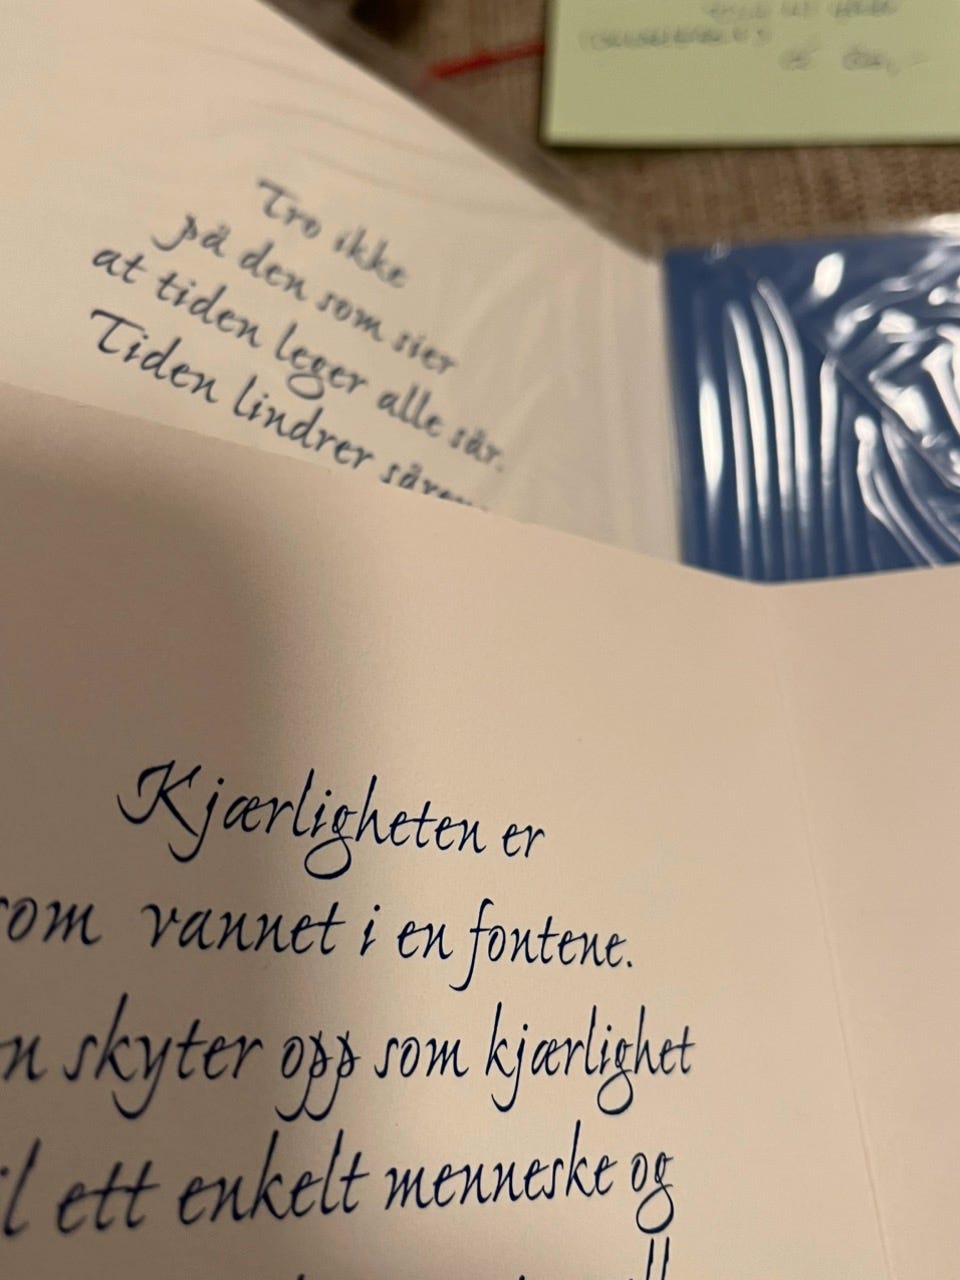 Tro ikke
på den som sier
at tiden leger alle sår.
Tiden lindrer
Kjærligheten er
som vannet i en fontene.
skyter opp som kjærlighet
ett enkelt menneske og